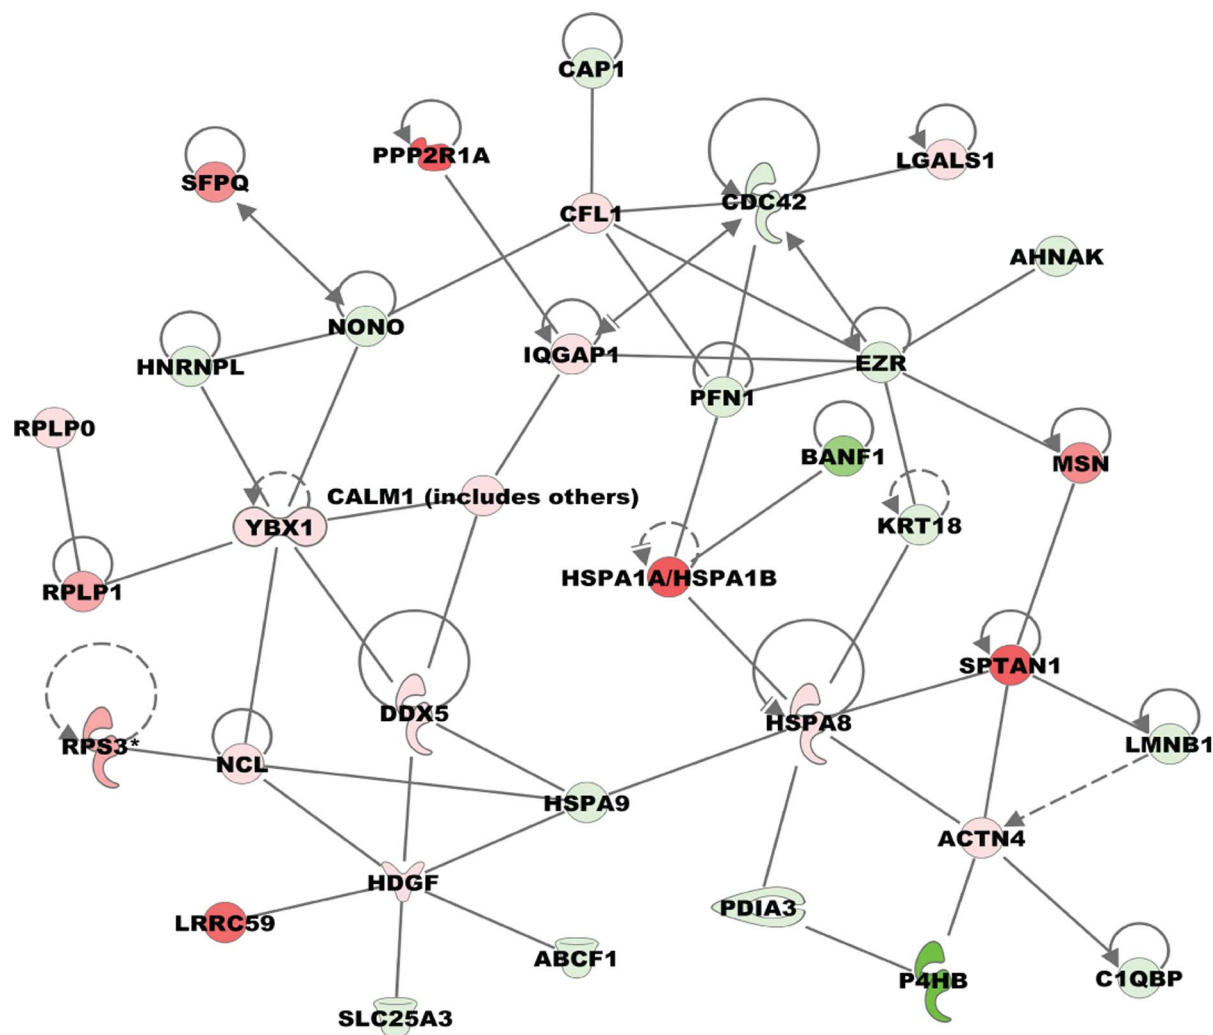 CAP1
PPP2R1A
LGALS1
SFPQ
CDC42
CFL1
AHNAK
NONO
IQGAP1
HNRNPL
EZR
PFN1
RPLP0
BANF1
MSN
CALM1 (includes others)
YBX1
KRT18
HSPA1A/HSPA1B
RPLP1
SPTAN1
DDX5
HSPA8
RPS3*
LMNB1
NCL
HSPA9
ACTN4
HDGF
PDIA3
LRRC59
ABCF1
P4HB
C1QBP
SLC25A3